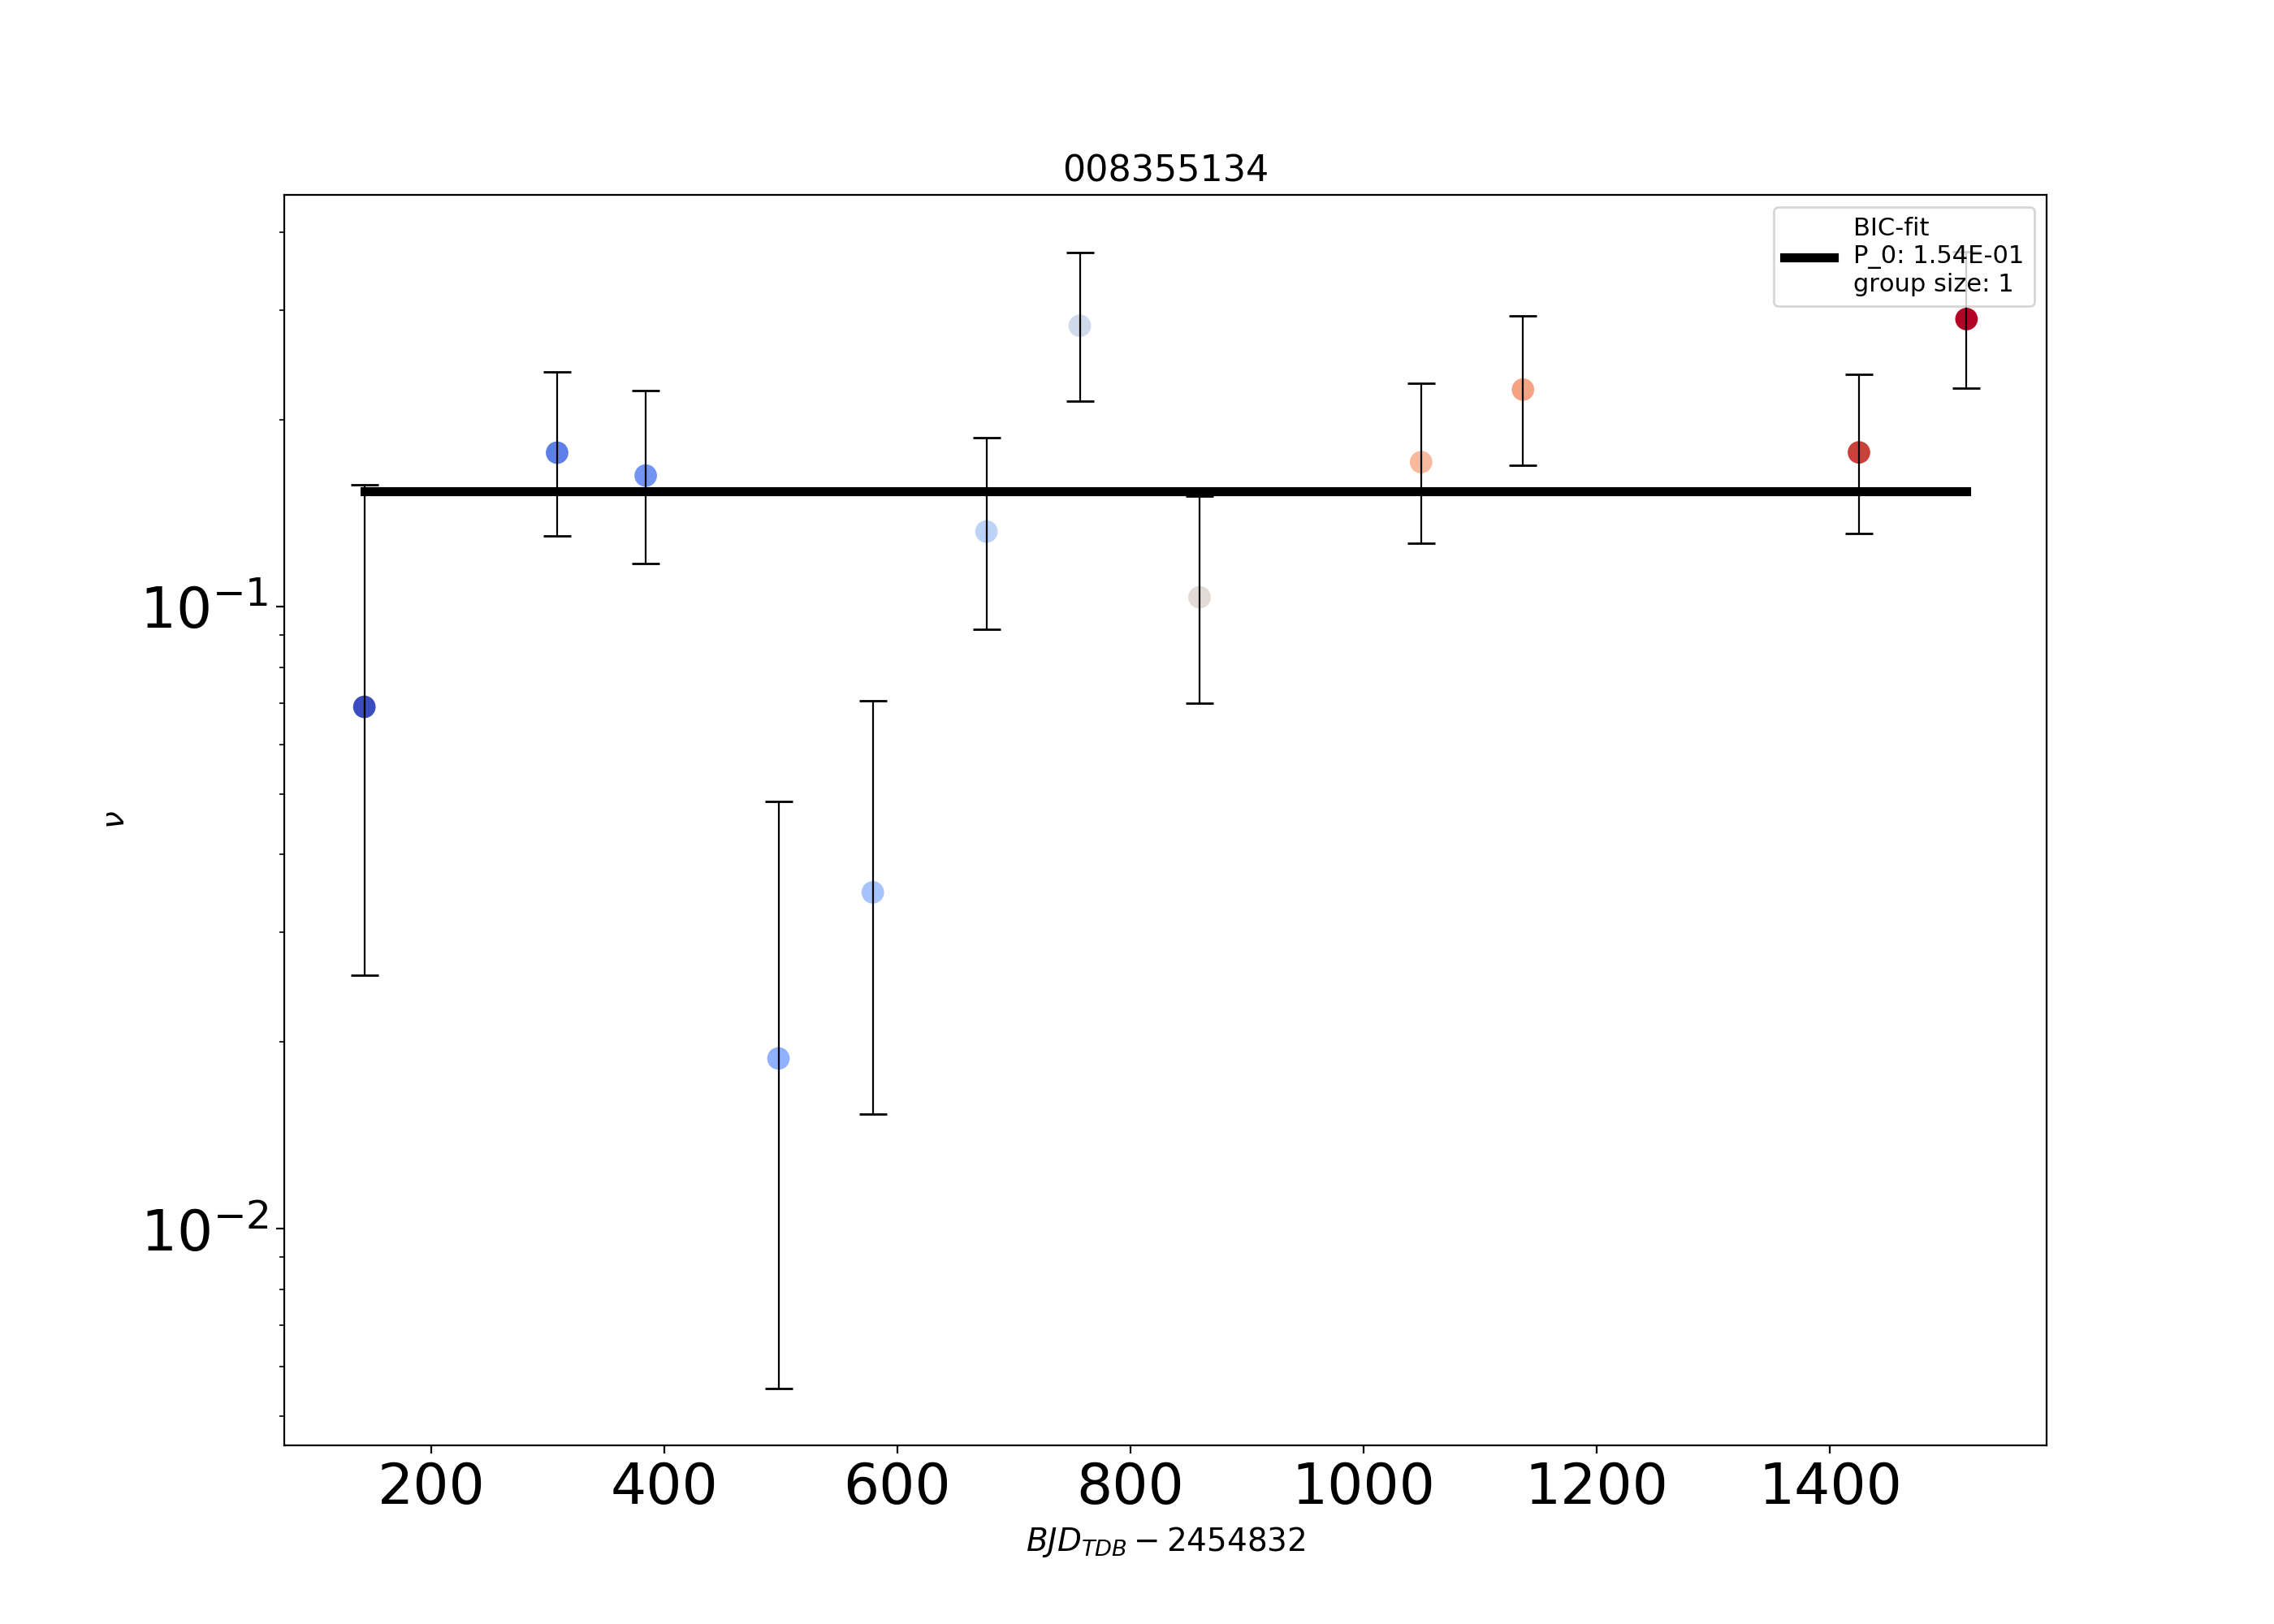 008355134
BIC-fit
P_0: 1.54E-01
group size: 1
10⁻¹
10⁻²
ν
200 400 600 800 1000 1200 1400
BJD_{TDB} − 2454832